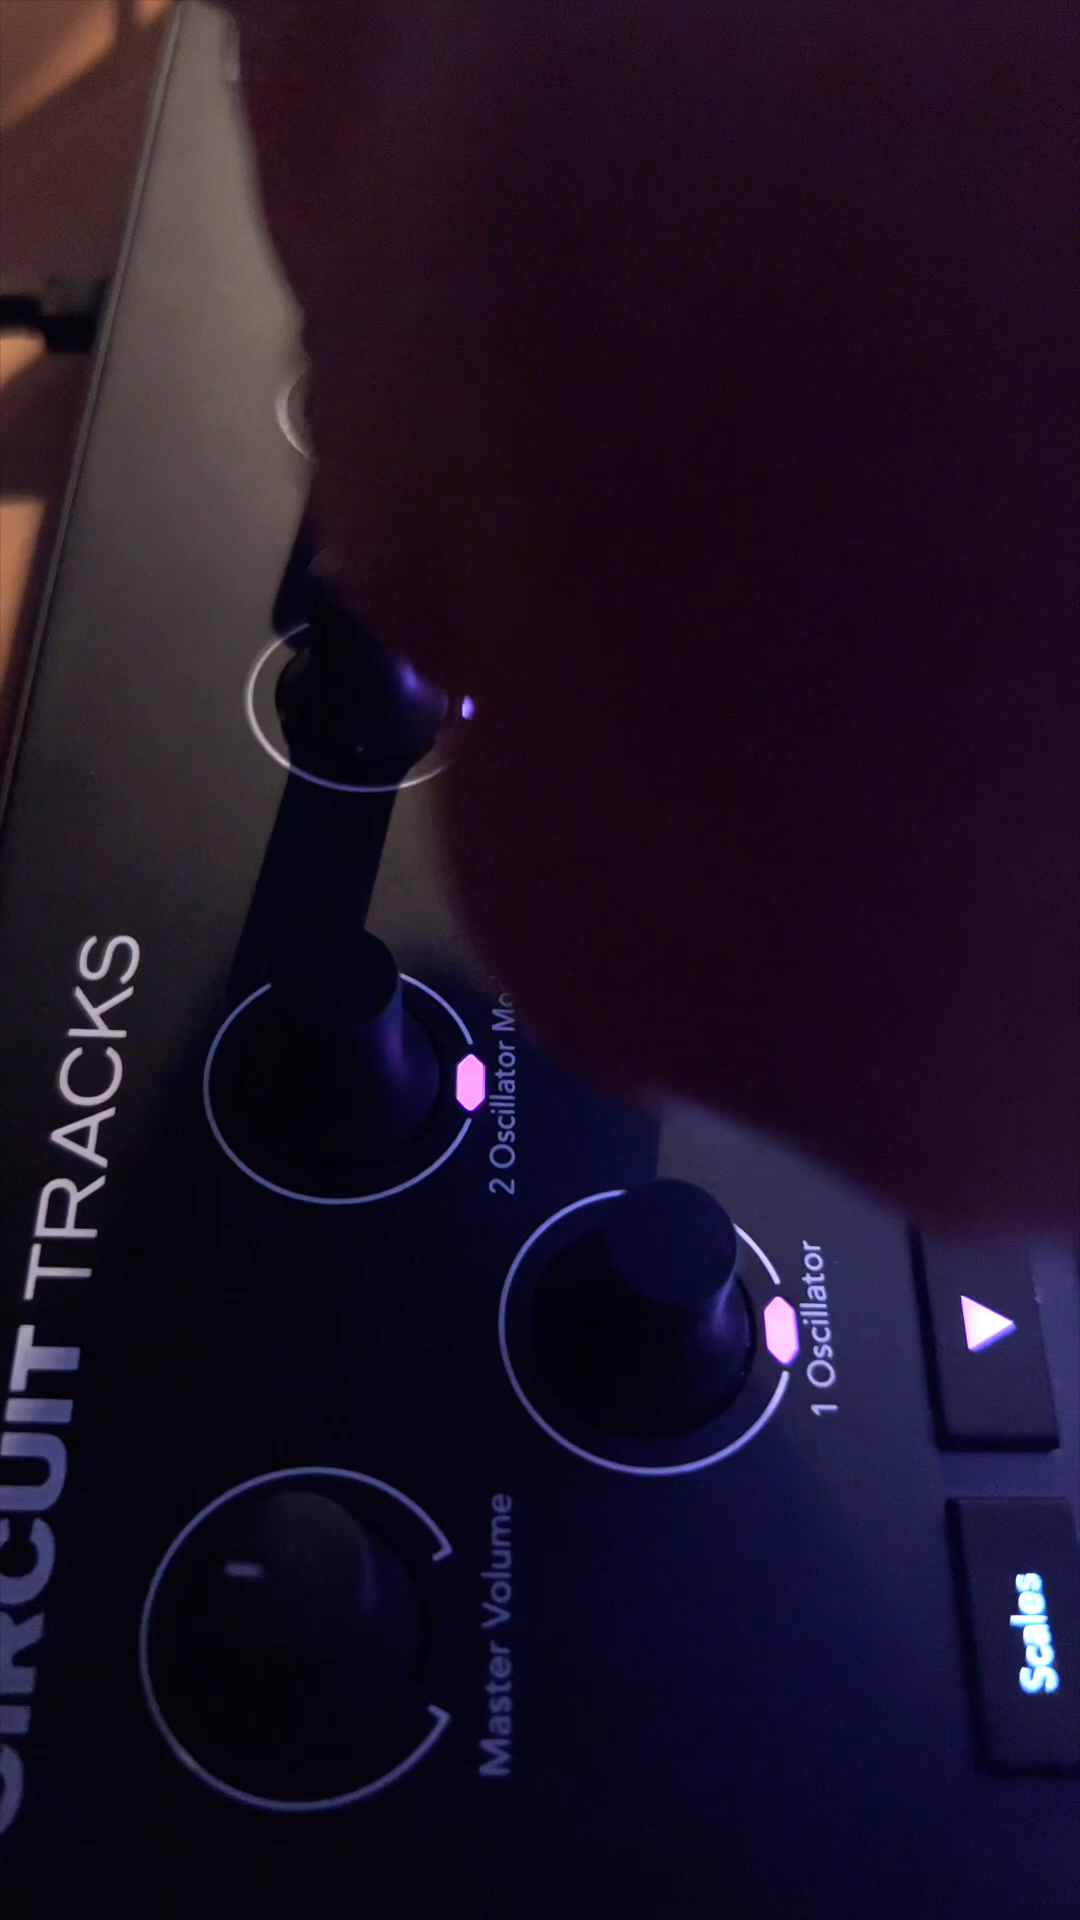 CIRCUIT TRACKS
Master Volume
1 Oscillator
2 Oscillator
Scales